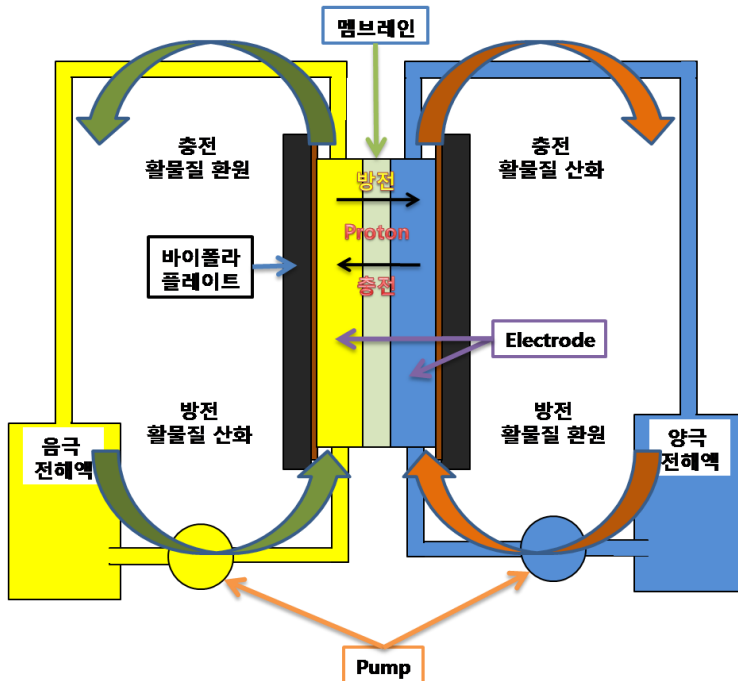 멤브레인
충전
활물질 환원
충전
활물질 산화
방전
Proton
충전
바이폴라
플레이트
Electrode
방전
활물질 산화
방전
활물질 환원
음극
전해액
양극
전해액
Pump